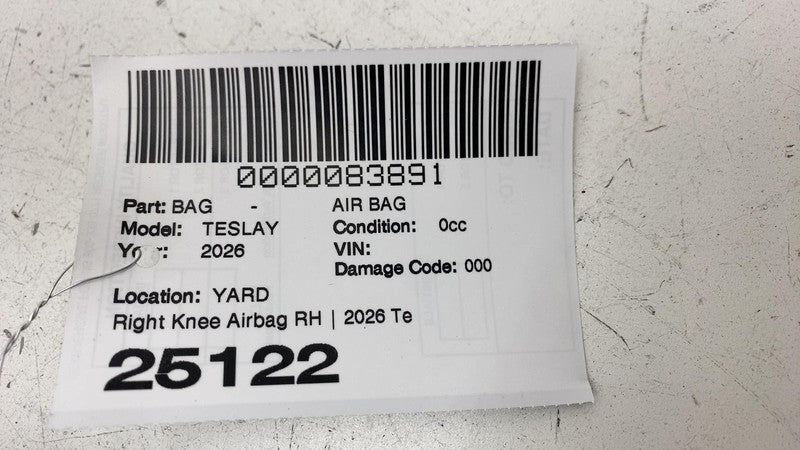 0000083891
Part: BAG - AIR BAG
Model: TESLAY Condition: 0cc
Year: 2026 VIN:
Damage Code: 000
Location: YARD
Right Knee Airbag RH | 2026 Te
25122